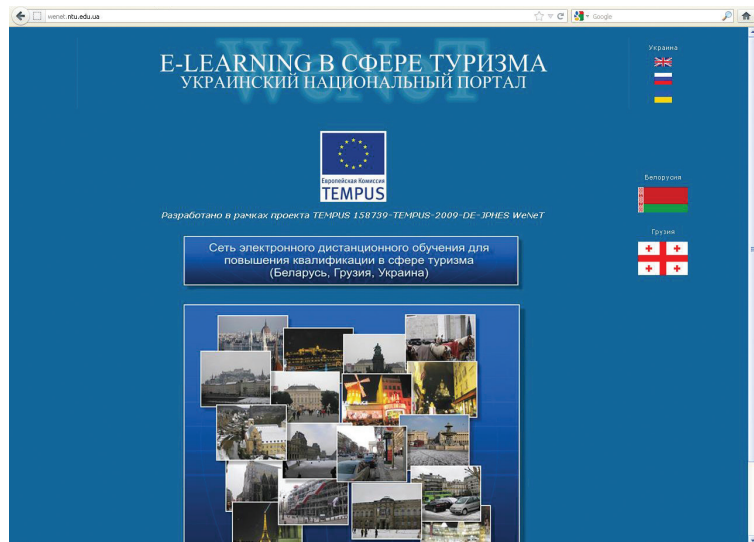 wenet.ntu.edu.ua
Google
WeNeT
E-LEARNING В СФЕРЕ ТУРИЗМА
УКРАИНСКИЙ НАЦИОНАЛЬНЫЙ ПОРТАЛ
Украина
Европейская Комиссия
TEMPUS
Разработано в рамках проекта TEMPUS 158739-TEMPUS-2009-DE-JPHES WeNeT
Белорусия
Сеть электронного дистанционного обучения для
повышения квалификации в сфере туризма
(Беларусь, Грузия, Украина)
Грузия